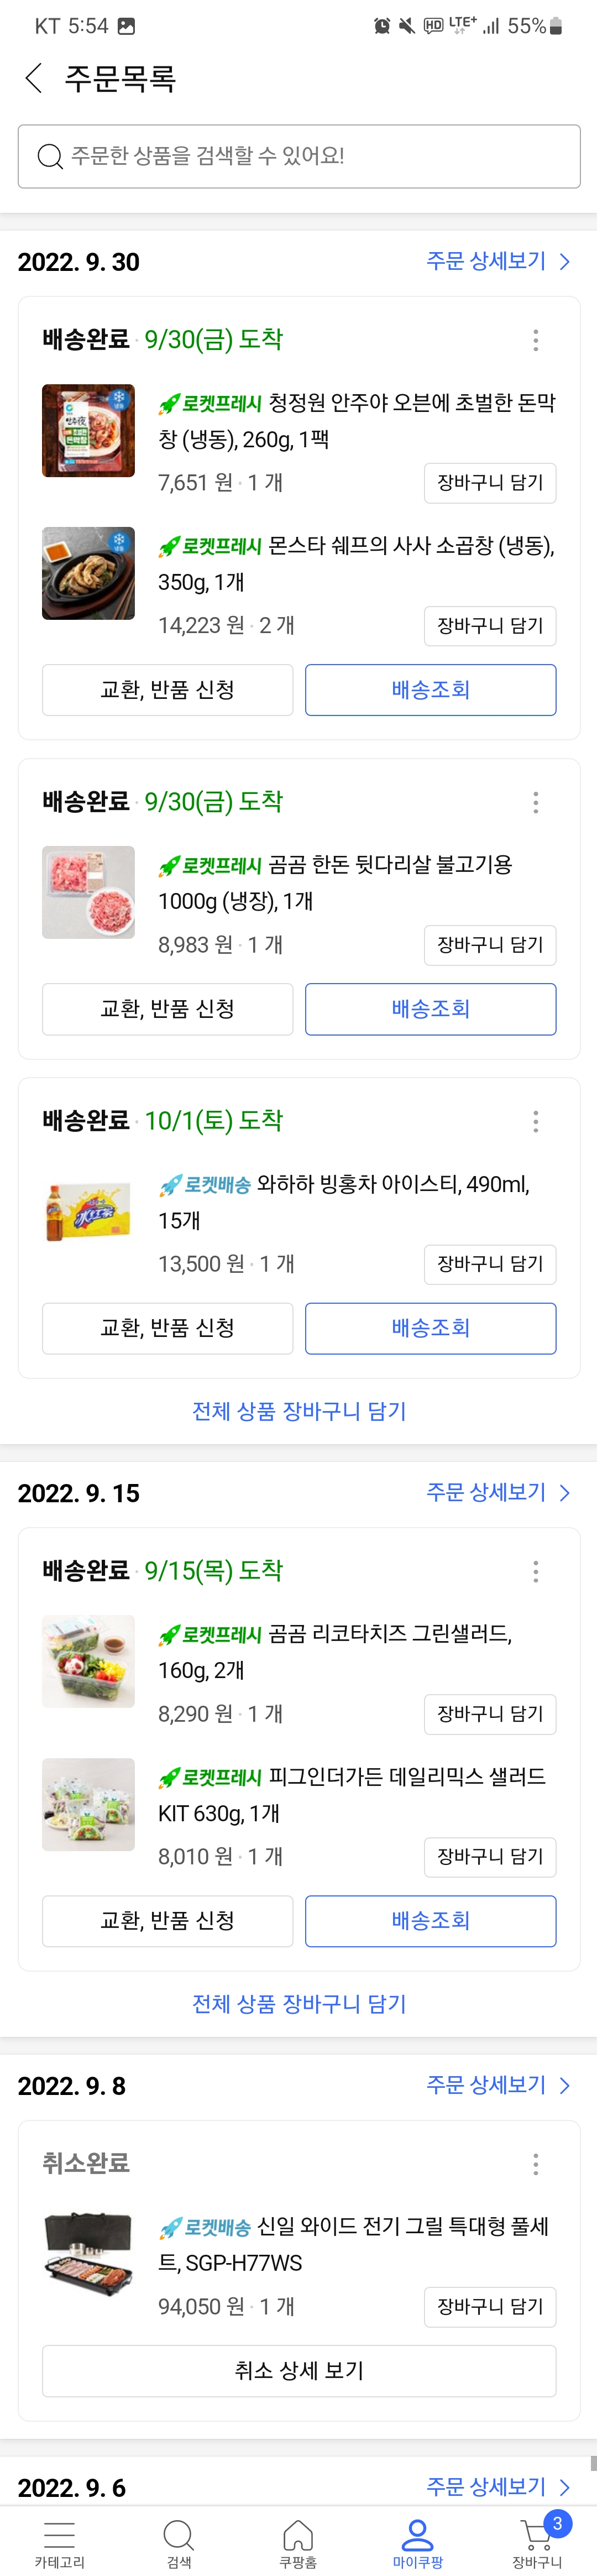 KT 5:54 HD LTE+ 55%
주문목록
주문한 상품을 검색할 수 있어요!
2022. 9. 30 주문 상세보기
배송완료 · 9/30(금) 도착
로켓프레시 청정원 안주야 오븐에 초벌한 돈막
창 (냉동), 260g, 1팩
7,651 원 · 1 개 장바구니 담기
냉동
로켓프레시 몬스타 쉐프의 사사 소곱창 (냉동),
350g, 1개
14,223 원 · 2 개 장바구니 담기
냉동
교환, 반품 신청 배송조회
배송완료 · 9/30(금) 도착
로켓프레시 곰곰 한돈 뒷다리살 불고기용
1000g (냉장), 1개
8,983 원 · 1 개 장바구니 담기
교환, 반품 신청 배송조회
배송완료 · 10/1(토) 도착
로켓배송 와하하 빙홍차 아이스티, 490ml,
15개
13,500 원 · 1 개 장바구니 담기
교환, 반품 신청 배송조회
전체 상품 장바구니 담기
2022. 9. 15 주문 상세보기
배송완료 · 9/15(목) 도착
로켓프레시 곰곰 리코타치즈 그린샐러드,
160g, 2개
8,290 원 · 1 개 장바구니 담기
로켓프레시 피그인더가든 데일리믹스 샐러드
KIT 630g, 1개
8,010 원 · 1 개 장바구니 담기
교환, 반품 신청 배송조회
전체 상품 장바구니 담기
2022. 9. 8 주문 상세보기
취소완료
로켓배송 신일 와이드 전기 그릴 특대형 풀세
트, SGP-H77WS
94,050 원 · 1 개 장바구니 담기
취소 상세 보기
2022. 9. 6 주문 상세보기
3
카테고리 검색 쿠팡홈 마이쿠팡 장바구니